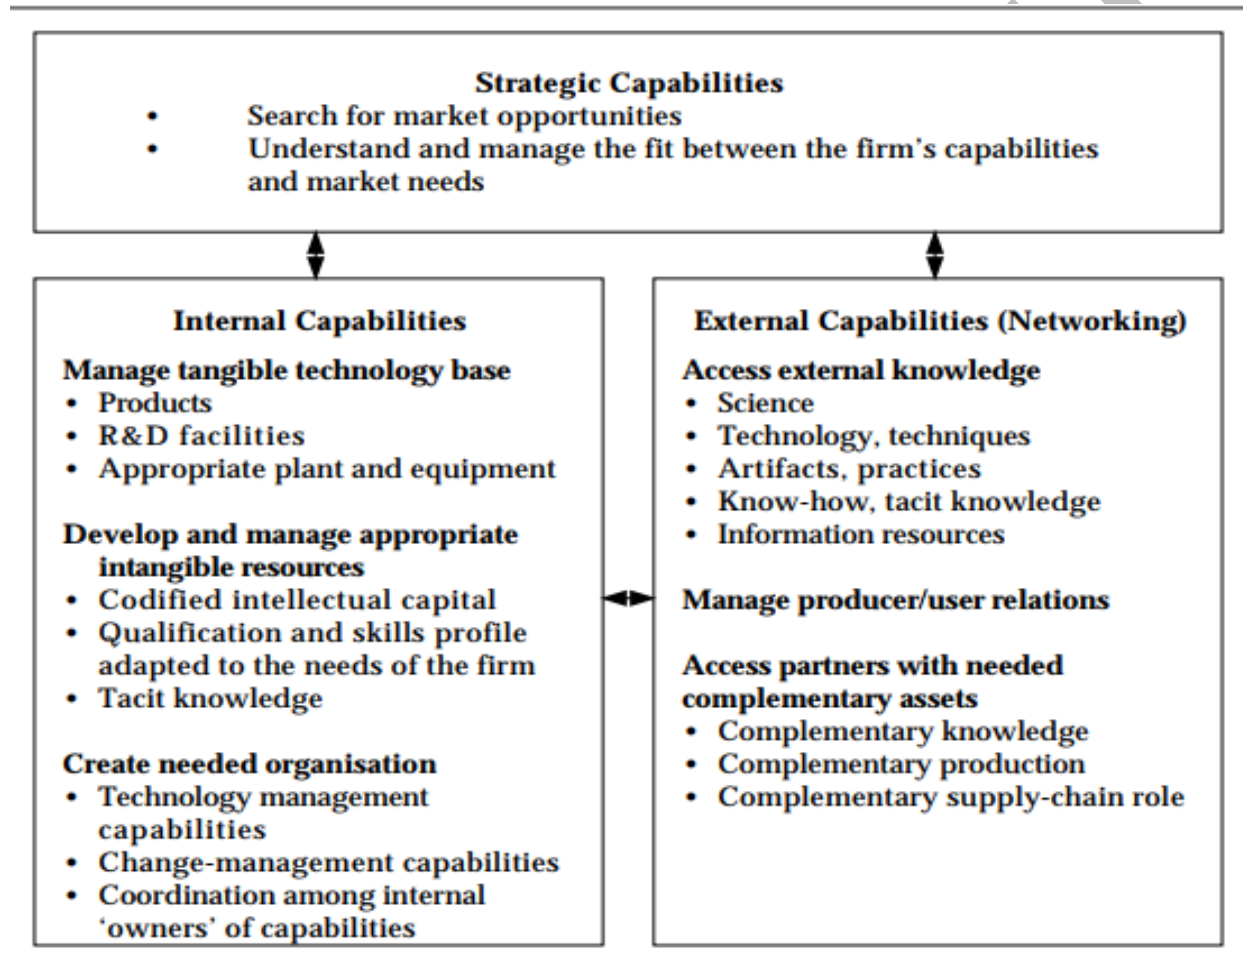 Strategic Capabilities
• Search for market opportunities
• Understand and manage the fit between the firm's capabilities
and market needs
Internal Capabilities
Manage tangible technology base
• Products
• R&D facilities
• Appropriate plant and equipment
Develop and manage appropriate
intangible resources
• Codified intellectual capital
• Qualification and skills profile
adapted to the needs of the firm
• Tacit knowledge
Create needed organisation
• Technology management
capabilities
• Change-management capabilities
• Coordination among internal
‘owners’ of capabilities
External Capabilities (Networking)
Access external knowledge
• Science
• Technology, techniques
• Artifacts, practices
• Know-how, tacit knowledge
• Information resources
Manage producer/user relations
Access partners with needed
complementary assets
• Complementary knowledge
• Complementary production
• Complementary supply-chain role